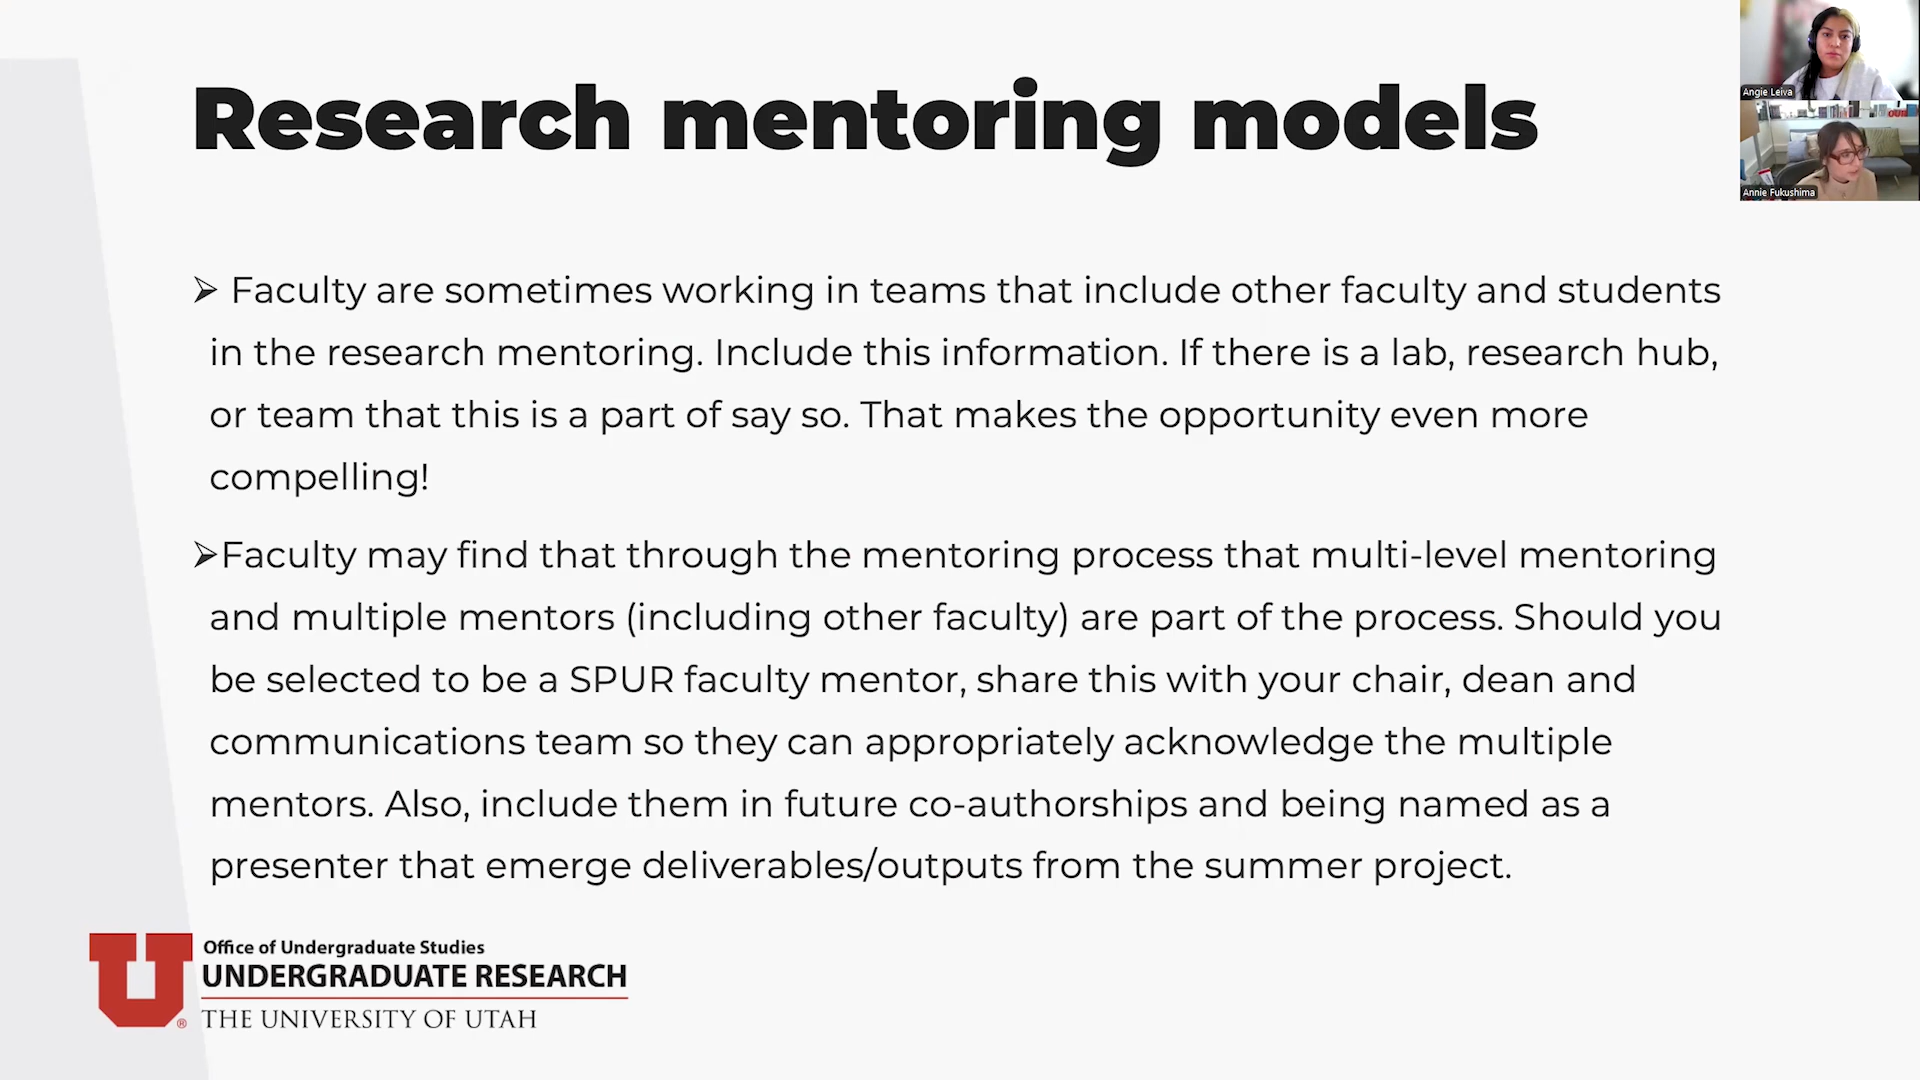 Research mentoring models
Angie Leiva
OUR
Annie Fukushima
➢ Faculty are sometimes working in teams that include other faculty and students
in the research mentoring. Include this information. If there is a lab, research hub,
or team that this is a part of say so. That makes the opportunity even more
compelling!
➢Faculty may find that through the mentoring process that multi-level mentoring
and multiple mentors (including other faculty) are part of the process. Should you
be selected to be a SPUR faculty mentor, share this with your chair, dean and
communications team so they can appropriately acknowledge the multiple
mentors. Also, include them in future co-authorships and being named as a
presenter that emerge deliverables/outputs from the summer project.
U
®
Office of Undergraduate Studies
UNDERGRADUATE RESEARCH
THE UNIVERSITY OF UTAH